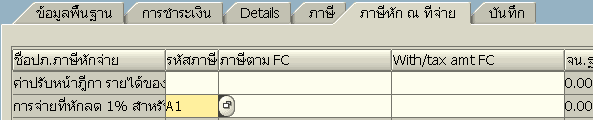 ข้อมูลพื้นฐาน การชำระเงิน Details ภาษี ภาษีหัก ณ ที่จ่าย บันทึก
ชื่อปภ.ภาษีหักจ่าย รหัสภาษี ภาษีตาม FC With/tax amt FC จน.ฐ
ค่าปรับหน้าฎีกา รายได้ของ 0.00
การจ่ายที่หักลด 1% สำหรั A1 0.00